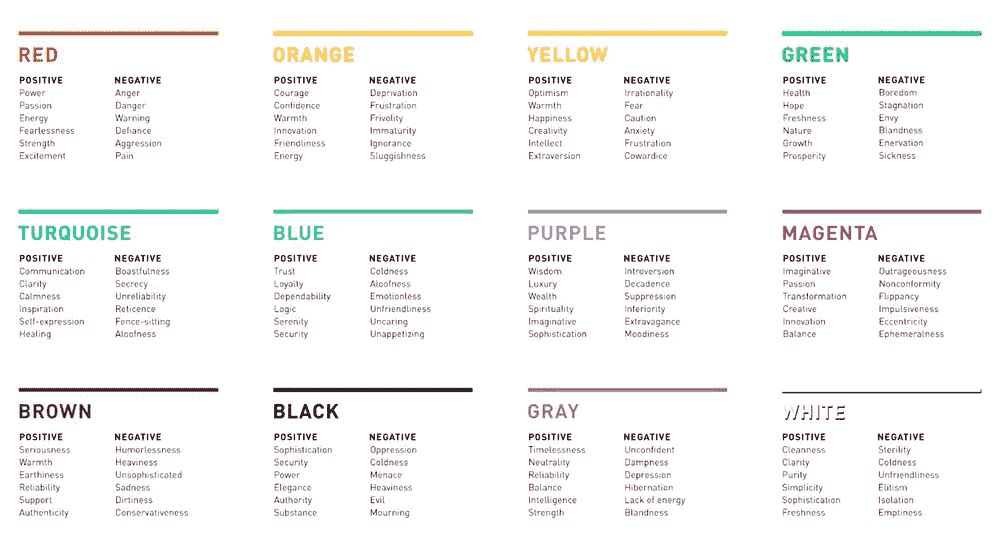 RED
POSITIVE NEGATIVE
Power Anger
Passion Danger
Energy Warning
Fearlessness Defiance
Strength Aggression
Excitement Pain
ORANGE
POSITIVE NEGATIVE
Courage Deprivation
Confidence Frustration
Warmth Frivolity
Innovation Immaturity
Friendliness Ignorance
Energy Sluggishness
YELLOW
POSITIVE NEGATIVE
Optimism Irrationality
Warmth Fear
Happiness Caution
Creativity Anxiety
Intellect Frustration
Extraversion Cowardice
GREEN
POSITIVE NEGATIVE
Health Boredom
Hope Stagnation
Freshness Envy
Nature Blandness
Growth Enervation
Prosperity Sickness
TURQUOISE
POSITIVE NEGATIVE
Communication Boastfulness
Clarity Secrecy
Calmness Unreliability
Inspiration Reticence
Self-expression Fence-sitting
Healing Aloofness
BLUE
POSITIVE NEGATIVE
Trust Coldness
Loyalty Aloofness
Dependability Emotionless
Logic Unfriendliness
Serenity Uncaring
Security Unappetizing
PURPLE
POSITIVE NEGATIVE
Wisdom Introversion
Luxury Decadence
Wealth Suppression
Spirituality Inferiority
Imaginative Extravagance
Sophistication Moodiness
MAGENTA
POSITIVE NEGATIVE
Imaginative Outrageousness
Passion Nonconformity
Transformation Flippancy
Creative Impulsiveness
Innovation Eccentricity
Balance Ephemeralness
BROWN
POSITIVE NEGATIVE
Seriousness Humorlessness
Warmth Heaviness
Earthiness Unsophisticated
Reliability Sadness
Support Dirtiness
Authenticity Conservativeness
BLACK
POSITIVE NEGATIVE
Sophistication Oppression
Security Coldness
Power Menace
Elegance Heaviness
Authority Evil
Substance Mourning
GRAY
POSITIVE NEGATIVE
Timelessness Unconfident
Neutrality Dampness
Reliability Depression
Balance Hibernation
Intelligence Lack of energy
Strength Blandness
WHITE
POSITIVE NEGATIVE
Cleanness Sterility
Clarity Coldness
Purity Unfriendliness
Simplicity Elitism
Sophistication Isolation
Freshness Emptiness